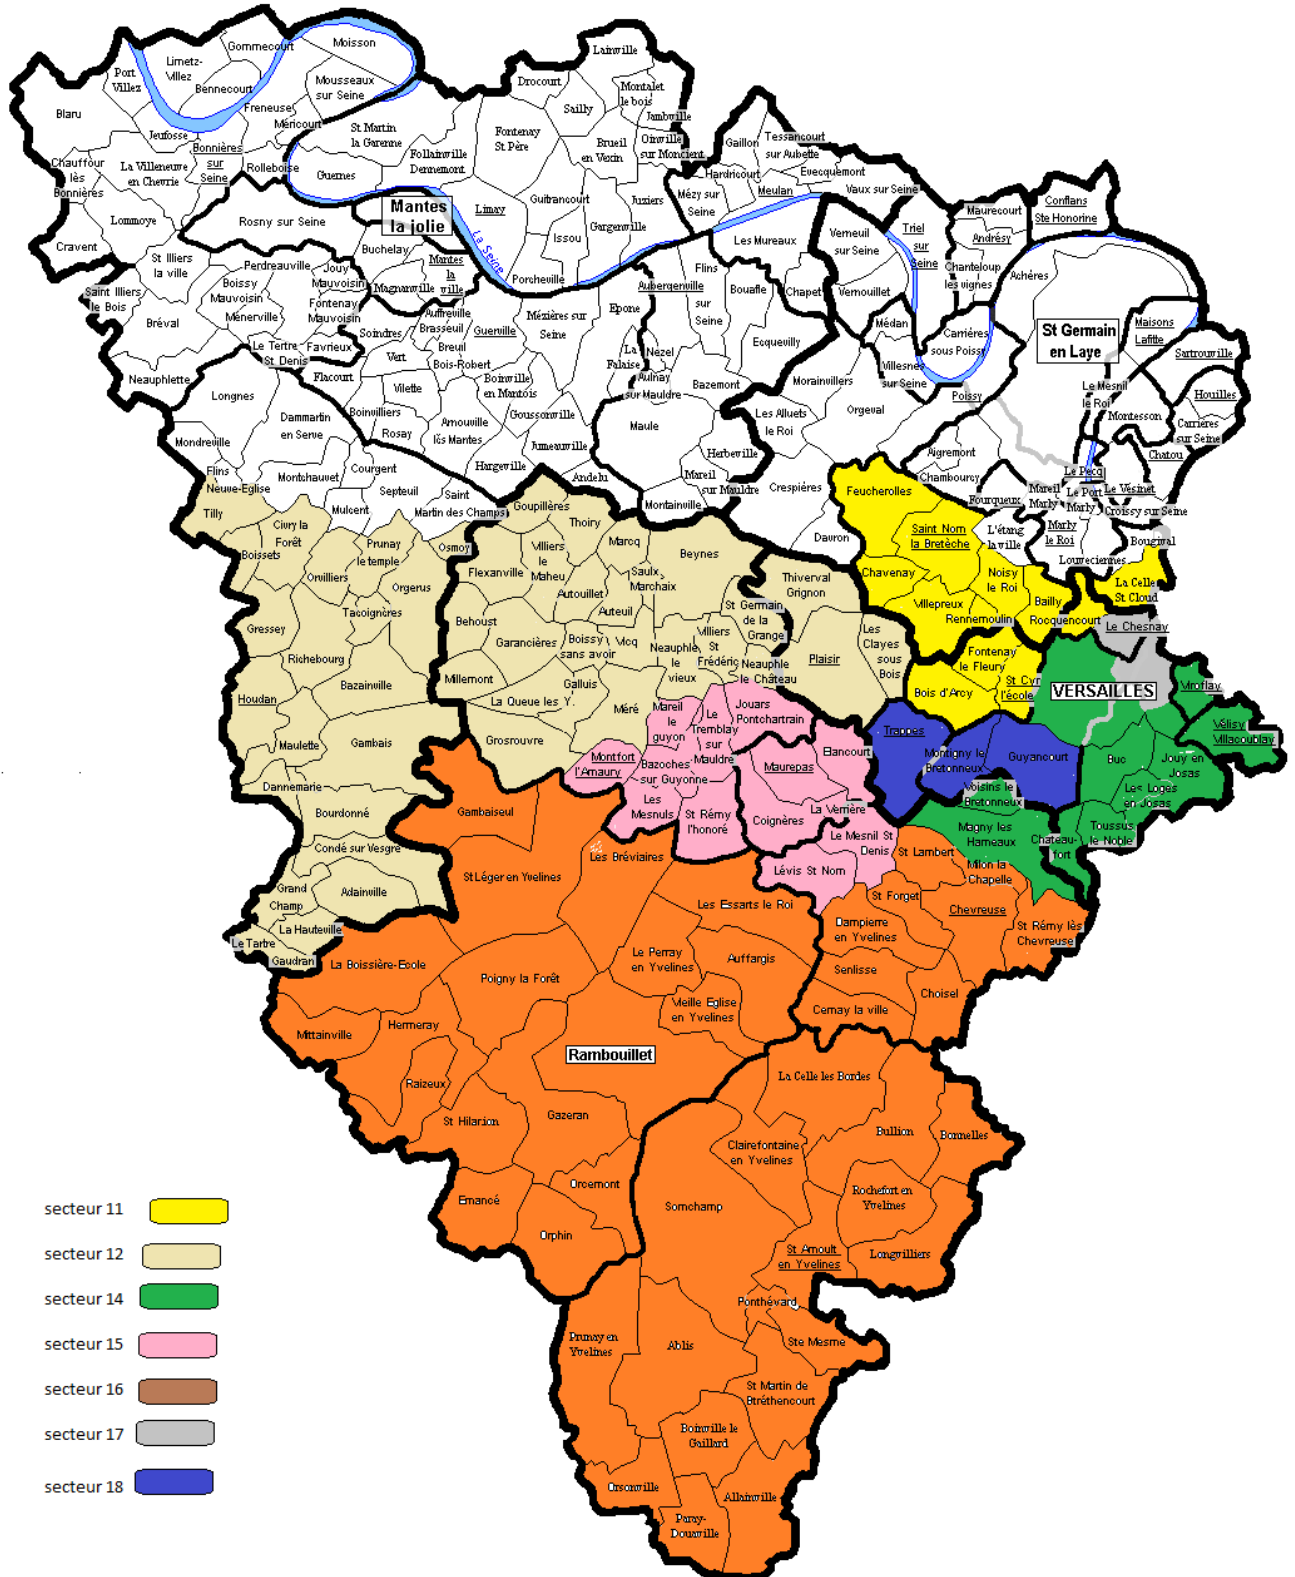 Lainville
Gommecourt
Moisson
Limetz-
Villez
Port
Villez
Bennecourt
Mousseaux
sur Seine
Drocourt
Montalet
le bois
Sailly
Blaru
Freneuse
Jambville
Méricourt
Jeufosse
St Martin
la Garenne
Fontenay
St Père
Brueil
en Vexin
Oinville
sur Moncient
Gaillon
Tessancourt
sur Aubette
Bonnières
sur
Seine
Chauffour
lès
Bonnières
La Villeneuve
en Chevrie
Rolleboise
Follainville
Dennemont
Guernes
Hardricourt
Evecquemont
Mézy sur
Seine
Meulan
Vaux sur Seine
Conflans
Ste Honorine
Lommoye
Rosny sur Seine
Mantes
la jolie
Limay
Guitrancourt
Juziers
Maurecourt
Andrésy
Gargenville
Issou
La Seine
Cravent
Buchelay
Les Mureaux
Verneuil
sur Seine
Triel
sur
Seine
St Illiers
la ville
Perdreauville
Jouy
Mauvoisin
Mantes
la
ville
Porcheville
Flins
sur
Seine
Chanteloup
les vignes
Achères
Saint Illiers
le Bois
Boissy
Mauvoisin
Magnanville
Aubergenville
Bouafle
Chapet
Vernouillet
Ménerville
Fontenay
Mauvoisin
Bréval
Auffreville
Brasseuil
Guerville
Mézières sur
Seine
Epone
Médan
Carrières
sous Poissy
St Germain
en Laye
Maisons
Lafitte
Soindres
Le Tertre
St Denis
Favrieux
Vert
Breuil
Bois-Robert
La
Falaise
Nezel
Ecquevilly
Sartrouville
Neauphlette
Flacourt
Villette
Boinville
en Mantois
Aulnay
sur Mauldre
Bazemont
Morainvilliers
Villesnes
sur Seine
Poissy
Le Mesnil
le Roi
Houilles
Longnes
Dammartin
en Serve
Boinvilliers
Rosay
Arnouville
lès Mantes
Goussonville
Maule
Les Alluets
le Roi
Orgeval
Montesson
Carrières
sur Seine
Mondreville
Jumeauville
Herbeville
Aigremont
Chatou
Flins
Neuve-Eglise
Montchauvet
Courgent
Hargeville
Andelu
Mareil
sur Mauldre
Crespières
Chambourcy
Le Pecq
Tilly
Septeuil
Saint
Martin des Champs
Montainville
Feucherolles
Fourqueux
Mareil
Marly
Le Port
Marly
Le Vésinet
Croissy sur Seine
Mulcent
Goupillères
Civry la
Forêt
Thoiry
Davron
Saint Nom
la Bretèche
L'étang
la ville
Marly
le Roi
Bougival
Boissets
Prunay
le temple
Osmoy
Villiers
le
Maheu
Marcq
Beynes
Louveciennes
Orvilliers
Orgerus
Flexanville
Saulx
Marchaix
Thiverval
Grignon
Chavenay
Noisy
le Roi
La Celle
St Cloud
Tacoignères
Autouillet
Villepreux
Rennemoulin
Bailly
Gressey
Behoust
Auteuil
St Germain
de la
Grange
Rocquencourt
Le Chesnay
Richebourg
Garancières
Boissy
sans avoir
Vicq
Neauphle
le
vieux
Villiers
St
Frédéric
Les
Clayes
sous
Bois
Plaisir
Fontenay
le Fleury
Houdan
Bazainville
Millemont
Galluis
Neauphle
le Château
Bois d'Arcy
St Cyr
l'école
VERSAILLES
Viroflay
La Queue les Y.
Méré
Mareil
le
guyon
Le
Tremblay
sur
Mauldre
Jouars
Pontchartrain
Vélisy
Villacoublay
Maulette
Gambais
Grosrouvre
Trappes
Montigny le
Bretonneux
Guyancourt
Buc
Jouy en
Josas
Montfort
l'Amaury
Bazoches
sur Guyonne
Maurepas
Elancourt
Dannemarie
Voisins le
Bretonneux
Les Loges
en Josas
Bourdonné
Gambaiseul
Les
Mesnuls
St Rémy
l'honoré
Coignères
La Verrière
Magny les
Hameaux
Chateau-
fort
Toussus
le Noble
Condé sur Vesgre
Les Bréviaires
Le Mesnil St
Denis
St Lambert
Milon la
Chapelle
Grand
Champ
Adainville
St Léger en Yvelines
Lévis St Nom
St Forget
Chevreuse
La Hauteville
Les Essarts le Roi
Dampierre
en Yvelines
St Rémy lès
Chevreuse
Le Tartre
Gaudran
La Boissière-Ecole
Poigny la Forêt
Le Perray
en Yvelines
Auffargis
Senlisse
Choisel
Vieille Eglise
en Yvelines
Cernay la ville
Mittainville
Hermeray
Rambouillet
La Celle les Bordes
Raizeux
St Hilarion
Gazeran
Clairefontaine
en Yvelines
Bullion
Bonnelles
Emancé
Orcemont
Sonchamp
Rochefort en
Yvelines
Orphin
St Arnoult
en Yvelines
Longvilliers
Ponthévard
Prunay en
Yvelines
Ablis
Ste Mesme
St Martin de
Btréthencourt
Boinville le
Gaillard
Orsonville
Allainville
Paray-
Douaville
secteur 11
secteur 12
secteur 14
secteur 15
secteur 16
secteur 17
secteur 18